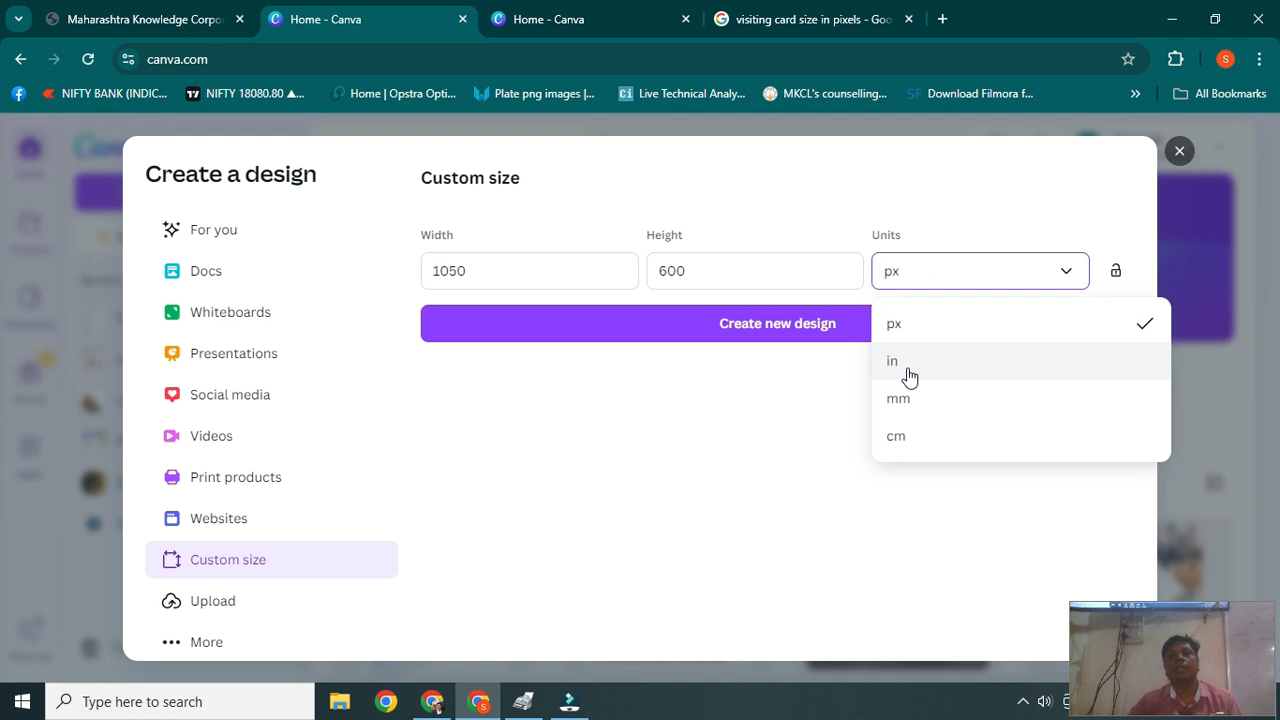 Maharashtra Knowledge Corpo
Home - Canva
Home - Canva
visiting card size in pixels - Goo
canva.com
S
NIFTY BANK (INDIC...
NIFTY 18080.80 ▲...
Home | Opstra Opti...
Plate png images |...
Ci
Live Technical Analy...
MKCL's counselling...
SF Download Filmora f...
All Bookmarks
Create a design
For you
Docs
Whiteboards
Presentations
Social media
Videos
Print products
Websites
Custom size
Upload
More
Custom size
Width
Height
Units
1050
600
px
Create new design
px
in
mm
cm
Type here to search